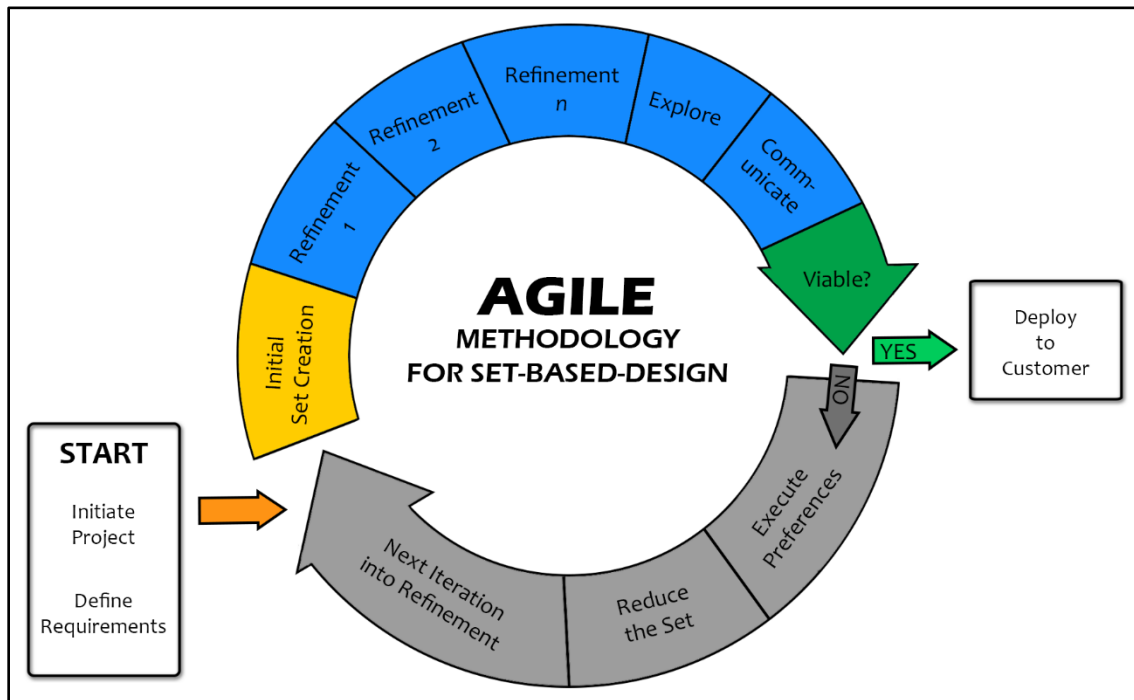 START
Initiate
Project
Define
Requirements
Initial
Set Creation
Refinement
1
Refinement
2
Refinement
n
Explore
Comm-
unicate
Viable?
YES
Deploy
to
Customer
NO
Execute
Preferences
Reduce
the Set
Next Iteration
into Refinement
AGILE
METHODOLOGY
FOR SET-BASED-DESIGN